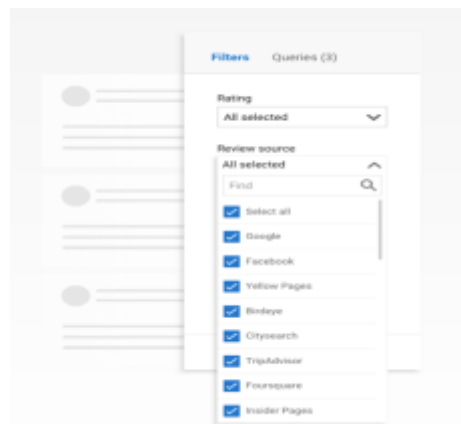 Filters Queries (3)
Rating
All selected
Review source
All selected
Find
Select all
Google
Facebook
Yellow Pages
Birdeye
Citysearch
TripAdvisor
Foursquare
Insider Pages